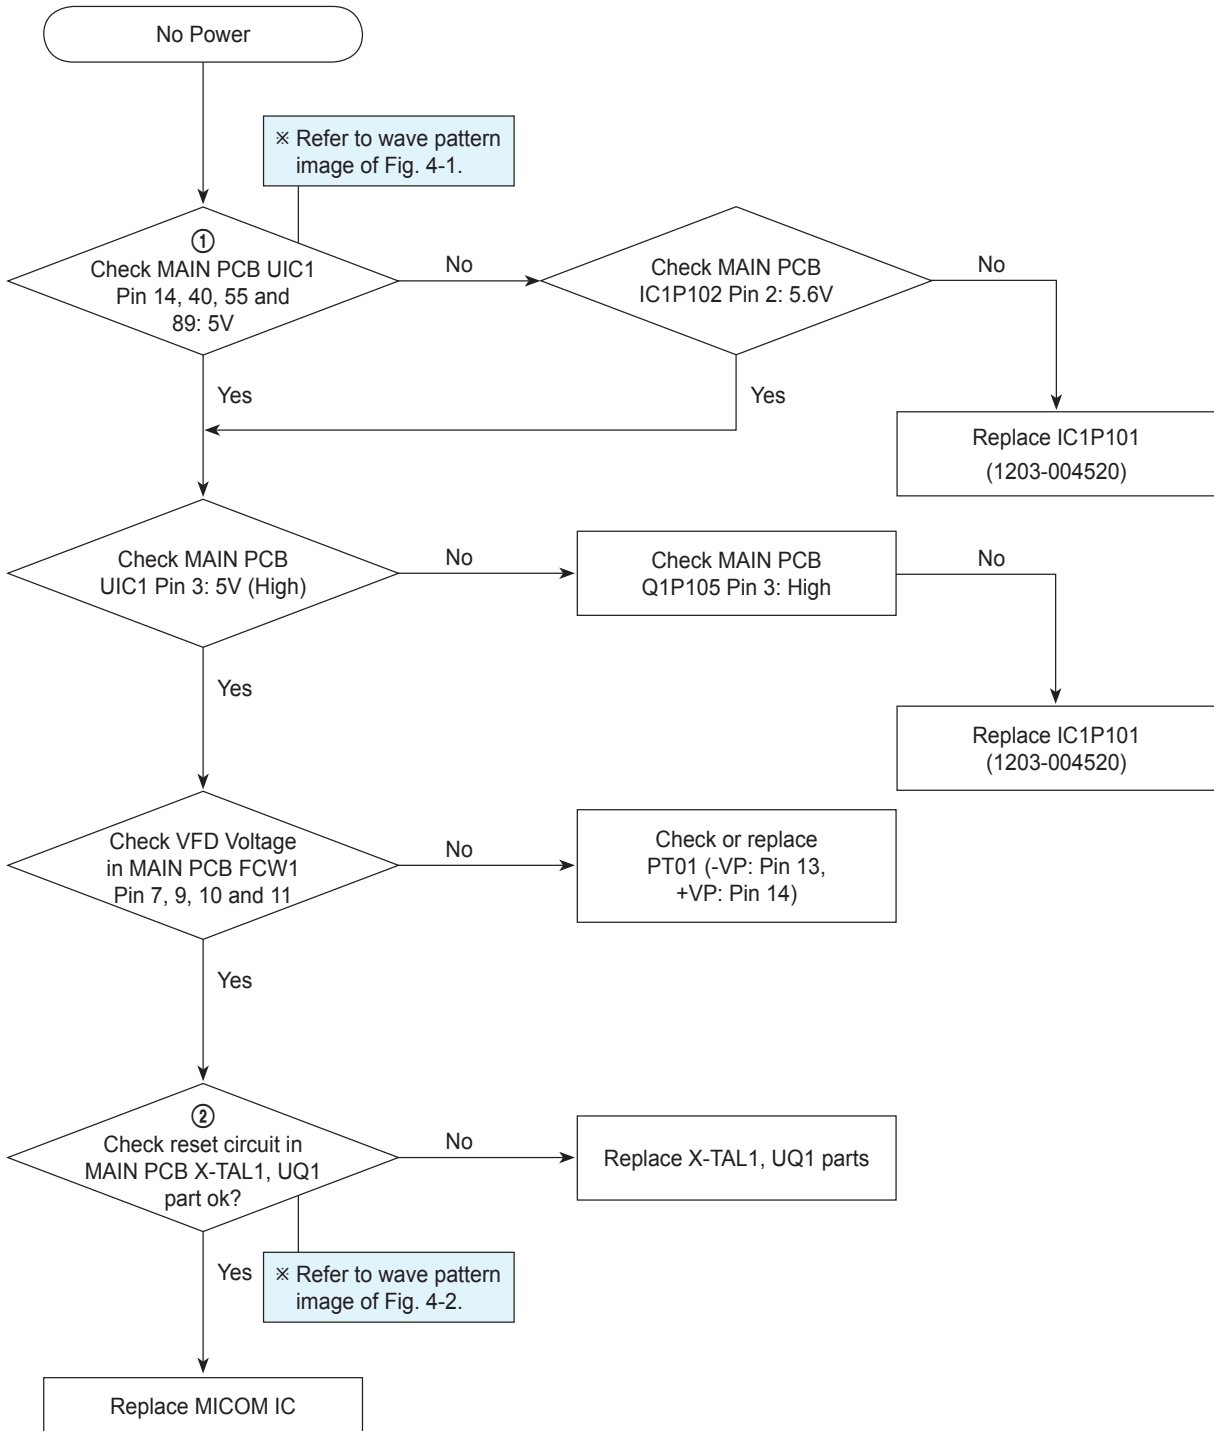 No Power
※ Refer to wave pattern
image of Fig. 4-1.
①
Check MAIN PCB UIC1
Pin 14, 40, 55 and
89: 5V
No
Check MAIN PCB
IC1P102 Pin 2: 5.6V
No
Yes
Yes
Replace IC1P101
(1203-004520)
Check MAIN PCB
UIC1 Pin 3: 5V (High)
No
Check MAIN PCB
Q1P105 Pin 3: High
No
Yes
Replace IC1P101
(1203-004520)
Check VFD Voltage
in MAIN PCB FCW1
Pin 7, 9, 10 and 11
No
Check or replace
PT01 (-VP: Pin 13,
+VP: Pin 14)
Yes
②
Check reset circuit in
MAIN PCB X-TAL1, UQ1
part ok?
No
Replace X-TAL1, UQ1 parts
Yes
※ Refer to wave pattern
image of Fig. 4-2.
Replace MICOM IC